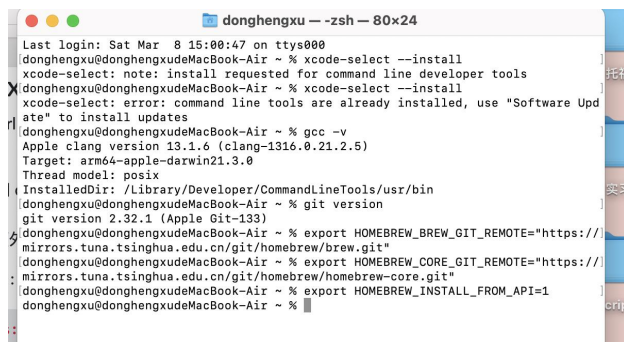 donghengxu — -zsh — 80×24
Last login: Sat Mar  8 15:00:47 on ttys000
[donghengxu@donghengxudeMacBook-Air ~ % xcode-select --install ]
xcode-select: note: install requested for command line developer tools
[donghengxu@donghengxudeMacBook-Air ~ % xcode-select --install ]
xcode-select: error: command line tools are already installed, use "Software Upd
ate" to install updates
[donghengxu@donghengxudeMacBook-Air ~ % gcc -v ]
Apple clang version 13.1.6 (clang-1316.0.21.2.5)
Target: arm64-apple-darwin21.3.0
Thread model: posix
InstalledDir: /Library/Developer/CommandLineTools/usr/bin
[donghengxu@donghengxudeMacBook-Air ~ % git version ]
git version 2.32.1 (Apple Git-133)
[donghengxu@donghengxudeMacBook-Air ~ % export HOMEBREW_BREW_GIT_REMOTE="https://]
mirrors.tuna.tsinghua.edu.cn/git/homebrew/brew.git"
[donghengxu@donghengxudeMacBook-Air ~ % export HOMEBREW_CORE_GIT_REMOTE="https://]
mirrors.tuna.tsinghua.edu.cn/git/homebrew/homebrew-core.git"
[donghengxu@donghengxudeMacBook-Air ~ % export HOMEBREW_INSTALL_FROM_API=1 ]
donghengxu@donghengxudeMacBook-Air ~ %